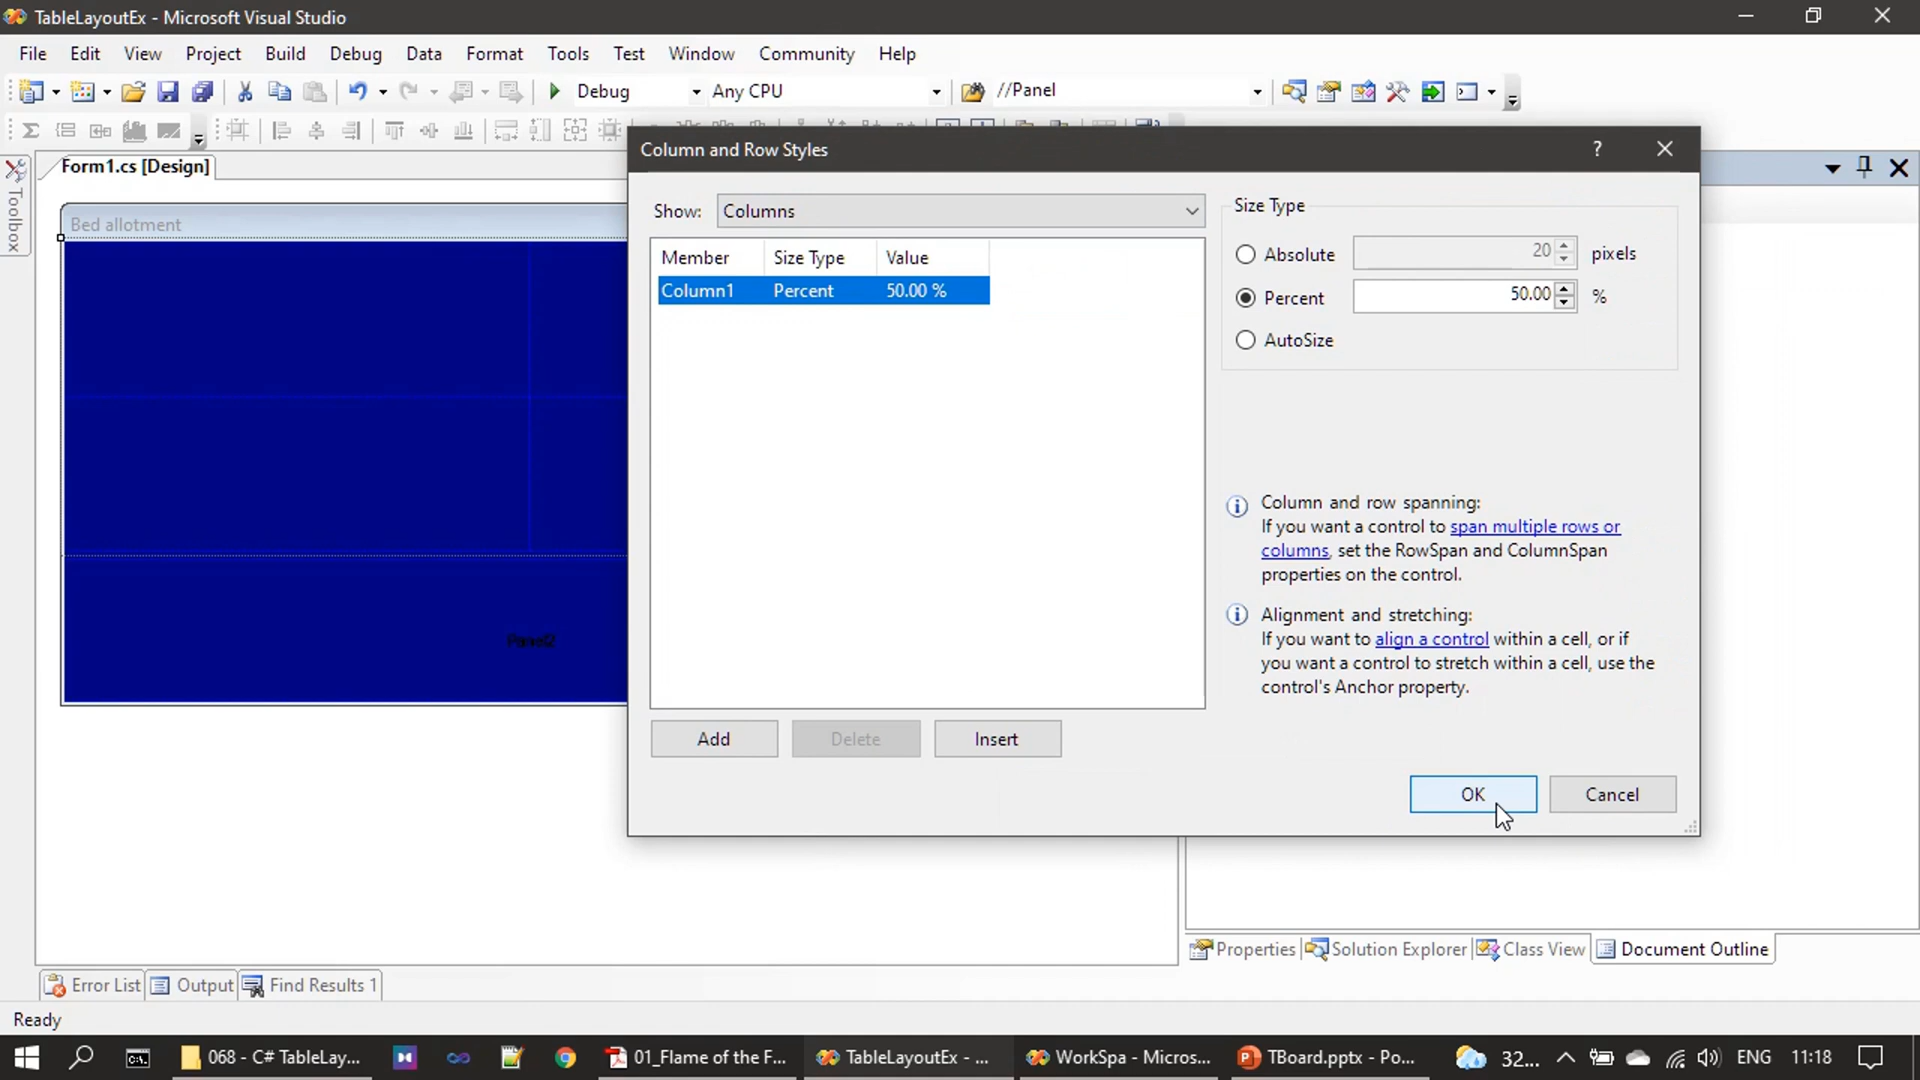 TableLayoutEx - Microsoft Visual Studio
File Edit View Project Build Debug Data Format Tools Test Window Community Help
Debug Any CPU //Panel
Form1.cs [Design]
Toolbox
Bed allotment
Panel2
Column and Row Styles ?
Show: Columns
Member Size Type Value
Column1 Percent 50.00 %
Add Delete Insert
Size Type
Absolute 20 pixels
Percent 50.00 %
AutoSize
Column and row spanning:
If you want a control to span multiple rows or
columns, set the RowSpan and ColumnSpan
properties on the control.
Alignment and stretching:
If you want to align a control within a cell, or if
you want a control to stretch within a cell, use the
control's Anchor property.
OK Cancel
Properties Solution Explorer Class View Document Outline
Error List Output Find Results 1
Ready
068 - C# TableLay... 01_Flame of the F... TableLayoutEx - ... WorkSpa - Micros... TBoard.pptx - Po... 32... ENG 11:18